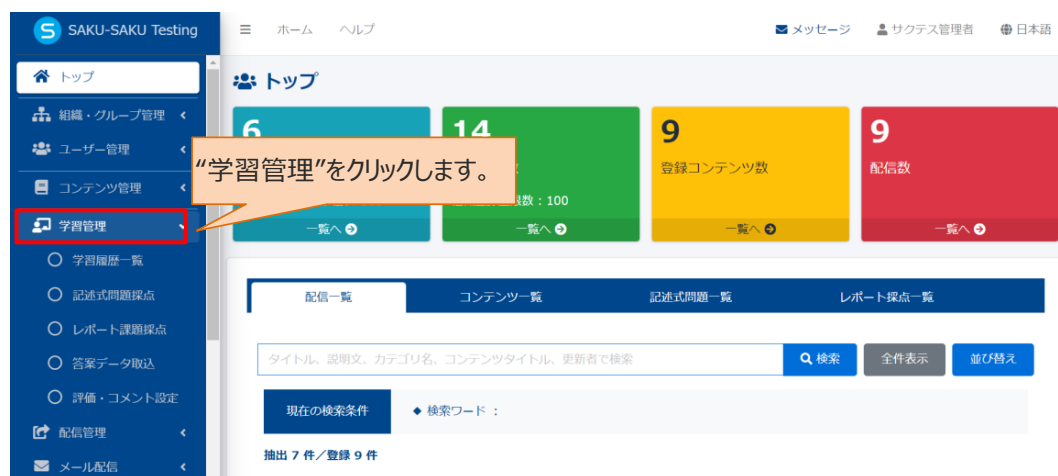 SAKU-SAKU Testing
ホーム ヘルプ
メッセージ サクテス管理者 日本語
トップ
組織・グループ管理
ユーザー管理
コンテンツ管理
学習管理
学習履歴一覧
記述式問題採点
レポート課題採点
答案データ取込
評価・コメント設定
配信管理
メール配信
トップ
6
一覧へ
14
限数：100
一覧へ
9
登録コンテンツ数
一覧へ
9
配信数
一覧へ
“学習管理”をクリックします。
配信一覧 コンテンツ一覧 記述式問題一覧 レポート採点一覧
タイトル、説明文、カテゴリ名、コンテンツタイトル、更新者で検索
検索 全件表示 並び替え
現在の検索条件 ◆ 検索ワード ：
抽出 7 件／登録 9 件